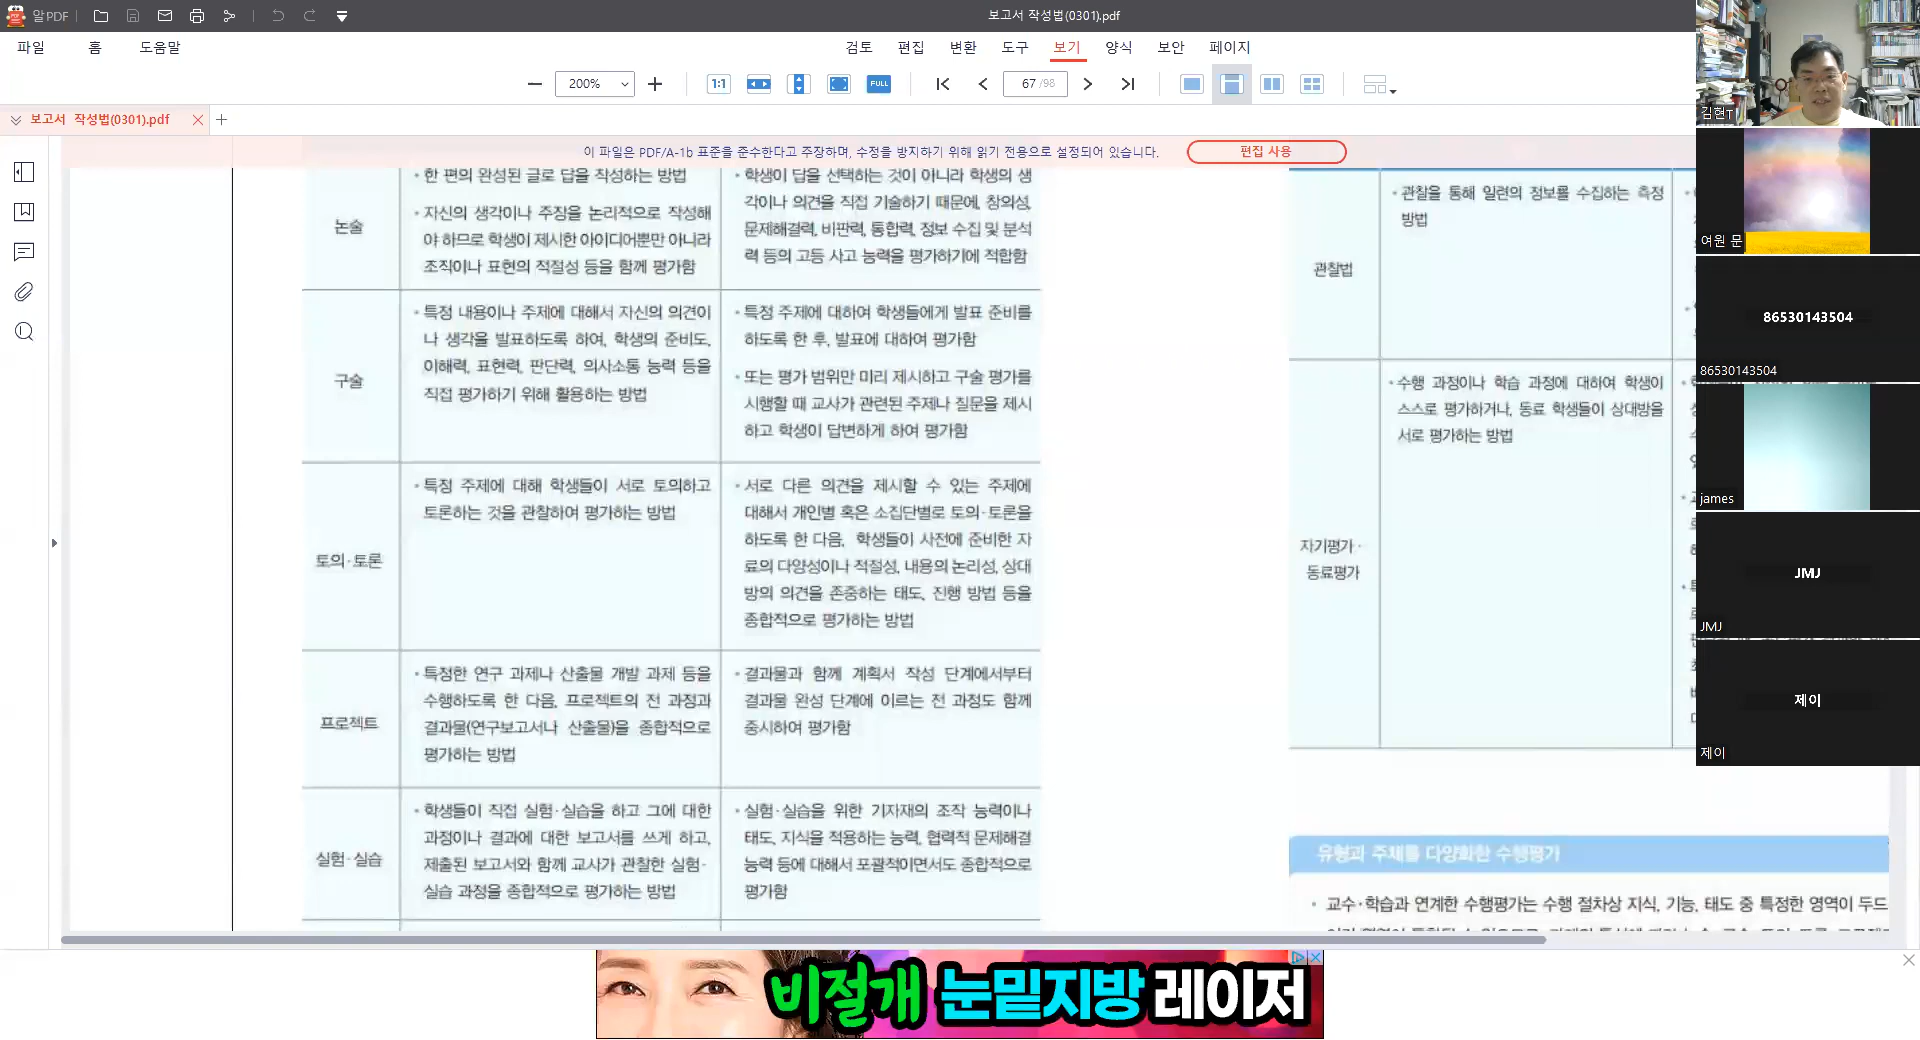 알PDF
보고서 작성법(0301).pdf
파일
홈
도움말
검토
편집
변환
도구
보기
양식
보안
페이지
200%
1:1
FULL
67 /98
보고서 작성법(0301).pdf
이 파일은 PDF/A-1b 표준을 준수한다고 주장하며, 수정을 방지하기 위해 읽기 전용으로 설정되어 있습니다.
편집 사용
논술
· 한 편의 완성된 글로 답을 작성하는 방법
· 자신의 생각이나 주장을 논리적으로 작성해
야 하므로 학생이 제시한 아이디어뿐만 아니라
조직이나 표현의 적절성 등을 함께 평가함
· 학생이 답을 선택하는 것이 아니라 학생의 생
각이나 의견을 직접 기술하기 때문에, 창의성,
문제해결력, 비판력, 통합력, 정보 수집 및 분석
력 등의 고등 사고 능력을 평가하기에 적합함
구술
· 특정 내용이나 주제에 대해서 자신의 의견이
나 생각을 발표하도록 하여, 학생의 준비도,
이해력, 표현력, 판단력, 의사소통 능력 등을
직접 평가하기 위해 활용하는 방법
· 특정 주제에 대하여 학생들에게 발표 준비를
하도록 한 후, 발표에 대하여 평가함
· 또는 평가 범위만 미리 제시하고 구술 평가를
시행할 때 교사가 관련된 주제나 질문을 제시
하고 학생이 답변하게 하여 평가함
토의·토론
· 특정 주제에 대해 학생들이 서로 토의하고
토론하는 것을 관찰하여 평가하는 방법
· 서로 다른 의견을 제시할 수 있는 주제에
대해서 개인별 혹은 소집단별로 토의·토론을
하도록 한 다음, 학생들이 사전에 준비한 자
료의 다양성이나 적절성, 내용의 논리성, 상대
방의 의견을 존중하는 태도, 진행 방법 등을
종합적으로 평가하는 방법
프로젝트
· 특정한 연구 과제나 산출물 개발 과제 등을
수행하도록 한 다음, 프로젝트의 전 과정과
결과물(연구보고서나 산출물)을 종합적으로
평가하는 방법
· 결과물과 함께 계획서 작성 단계에서부터
결과물 완성 단계에 이르는 전 과정도 함께
중시하여 평가함
실험·실습
· 학생들이 직접 실험·실습을 하고 그에 대한
과정이나 결과에 대한 보고서를 쓰게 하고,
제출된 보고서와 함께 교사가 관찰한 실험·
실습 과정을 종합적으로 평가하는 방법
· 실험·실습을 위한 기자재의 조작 능력이나
태도, 지식을 적용하는 능력, 협력적 문제해결
능력 등에 대해서 포괄적이면서도 종합적으로
평가함
관찰법
· 관찰을 통해 일련의 정보를 수집하는 측정
방법
자기평가·
동료평가
· 수행 과정이나 학습 과정에 대하여 학생이
스스로 평가하거나, 동료 학생들이 상대방을
서로 평가하는 방법
유형과 주체를 다양화한 수행평가
· 교수·학습과 연계한 수행평가는 수행 절차상 지식, 기능, 태도 중 특정한 영역이 두드
김현T
여원 문
86530143504
86530143504
james
JMJ
JMJ
제이
제이
비절개 눈밑지방 레이저